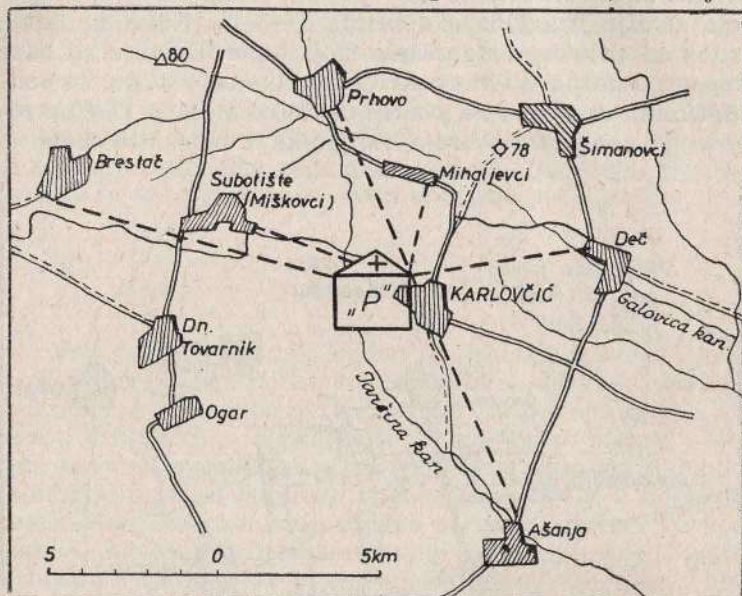 80
Prhovo
Šimanovci
78
Brestač
Mihaljevci
Subotište
(Miškovci)
Deč
"P"
KARLOVČIĆ
Galovica kan.
Dn.
Tovarnik
Jarčina kan
Ogar
Ašanja
5 0 5km